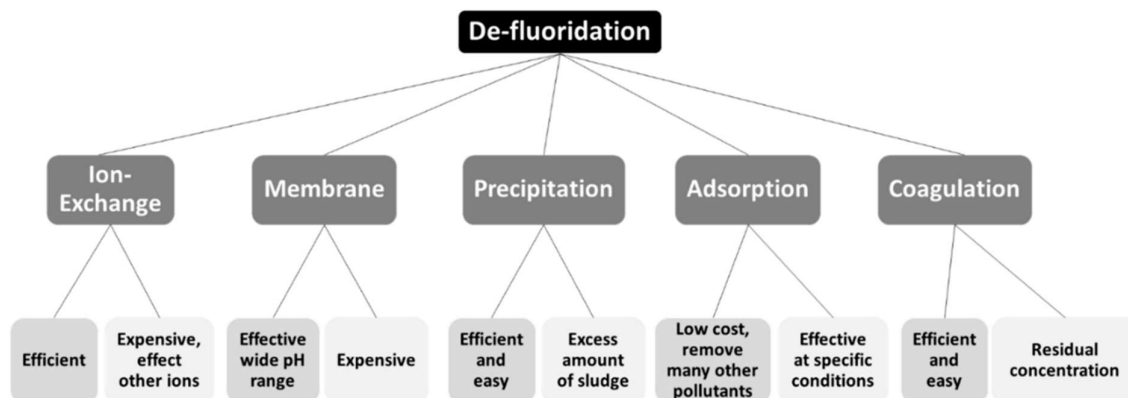 De-fluoridation
Ion-
Exchange
Membrane
Precipitation
Adsorption
Coagulation
Efficient
Expensive,
effect
other ions
Effective
wide pH
range
Expensive
Efficient
and
easy
Excess
amount
of sludge
Low cost,
remove
many other
pollutants
Effective
at specific
conditions
Efficient
and
easy
Residual
concentration